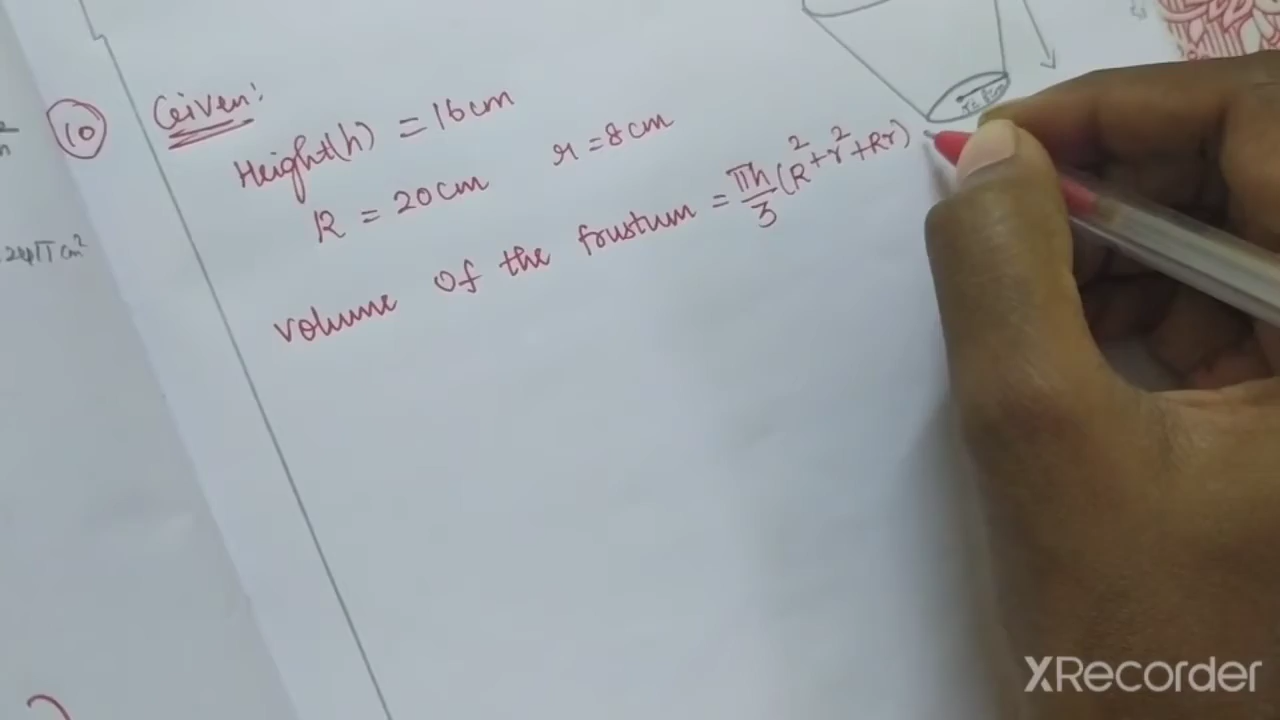 10 Given:
Height(h) = 16cm
R = 20cm r = 8cm
Volume of the frustum = πh/3 (R² + r² + Rr)
24π cm²
XRecorder